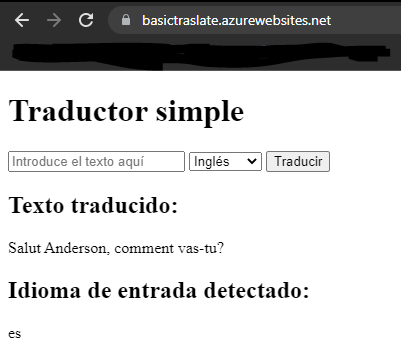 basictraslate.azurewebsites.net
Traductor simple
Introduce el texto aquí Inglés Traducir
Texto traducido:
Salut Anderson, comment vas-tu?
Idioma de entrada detectado:
es